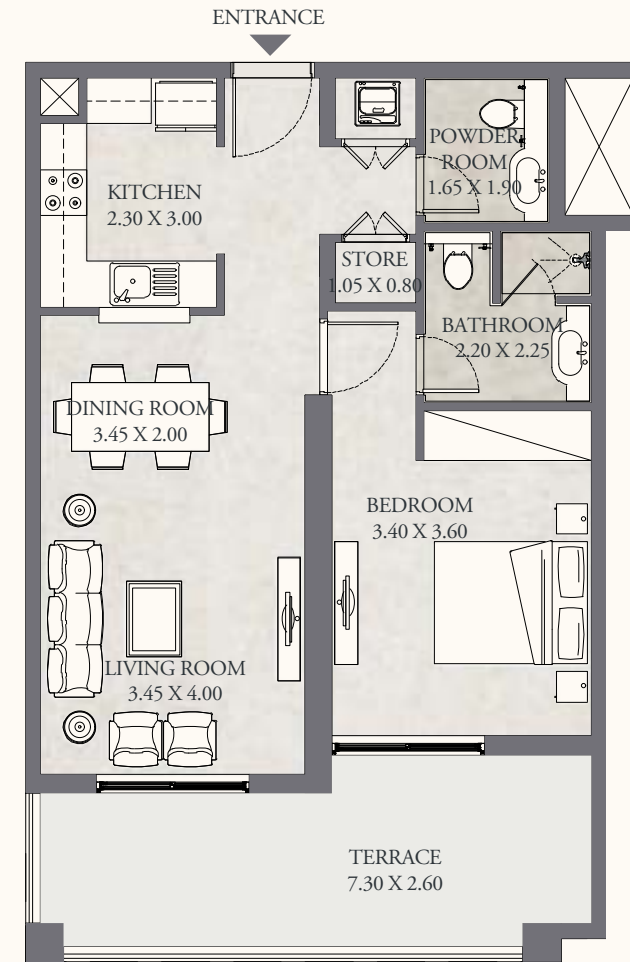 ENTRANCE
POWDER
ROOM
1.65 X 1.90
KITCHEN
2.30 X 3.00
STORE
1.05 X 0.80
BATHROOM
2.20 X 2.25
DINING ROOM
3.45 X 2.00
BEDROOM
3.40 X 3.60
LIVING ROOM
3.45 X 4.00
TERRACE
7.30 X 2.60